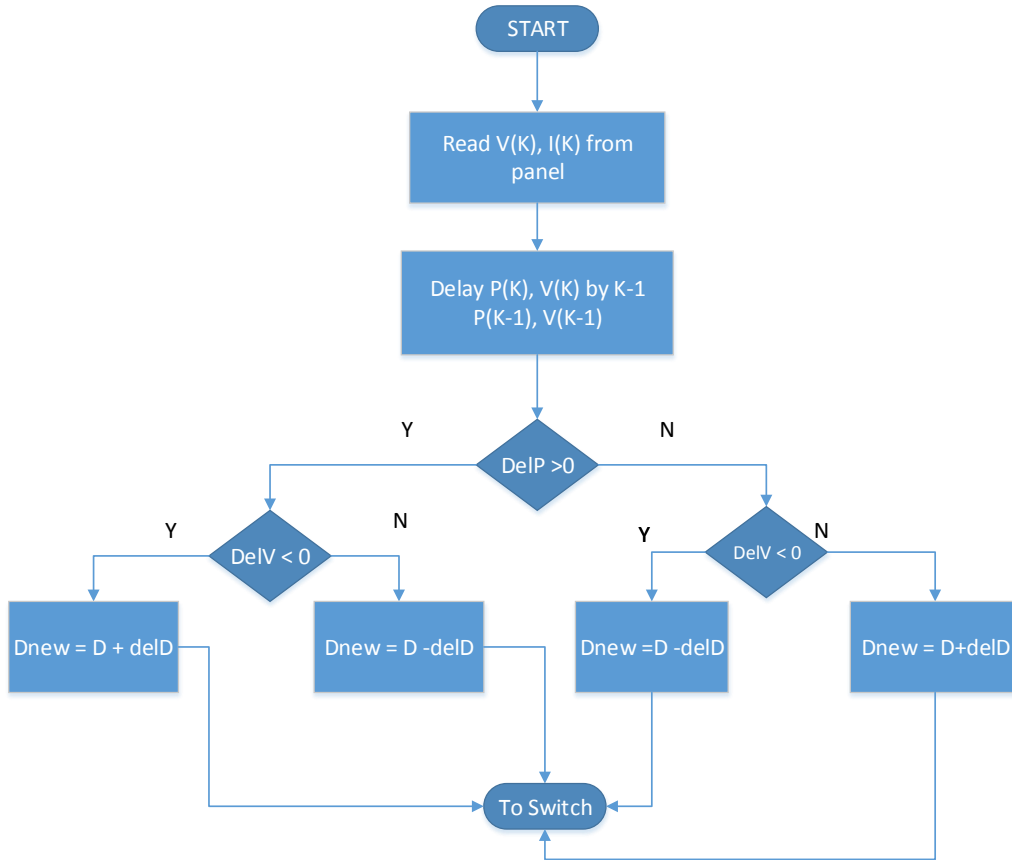 START
Read V(K), I(K) from
panel
Delay P(K), V(K) by K-1
P(K-1), V(K-1)
Y
N
DelP >0
Y
N
Y
N
DelV < 0
DelV < 0
Dnew = D + delD
Dnew = D -delD
Dnew =D -delD
Dnew = D+delD
To Switch